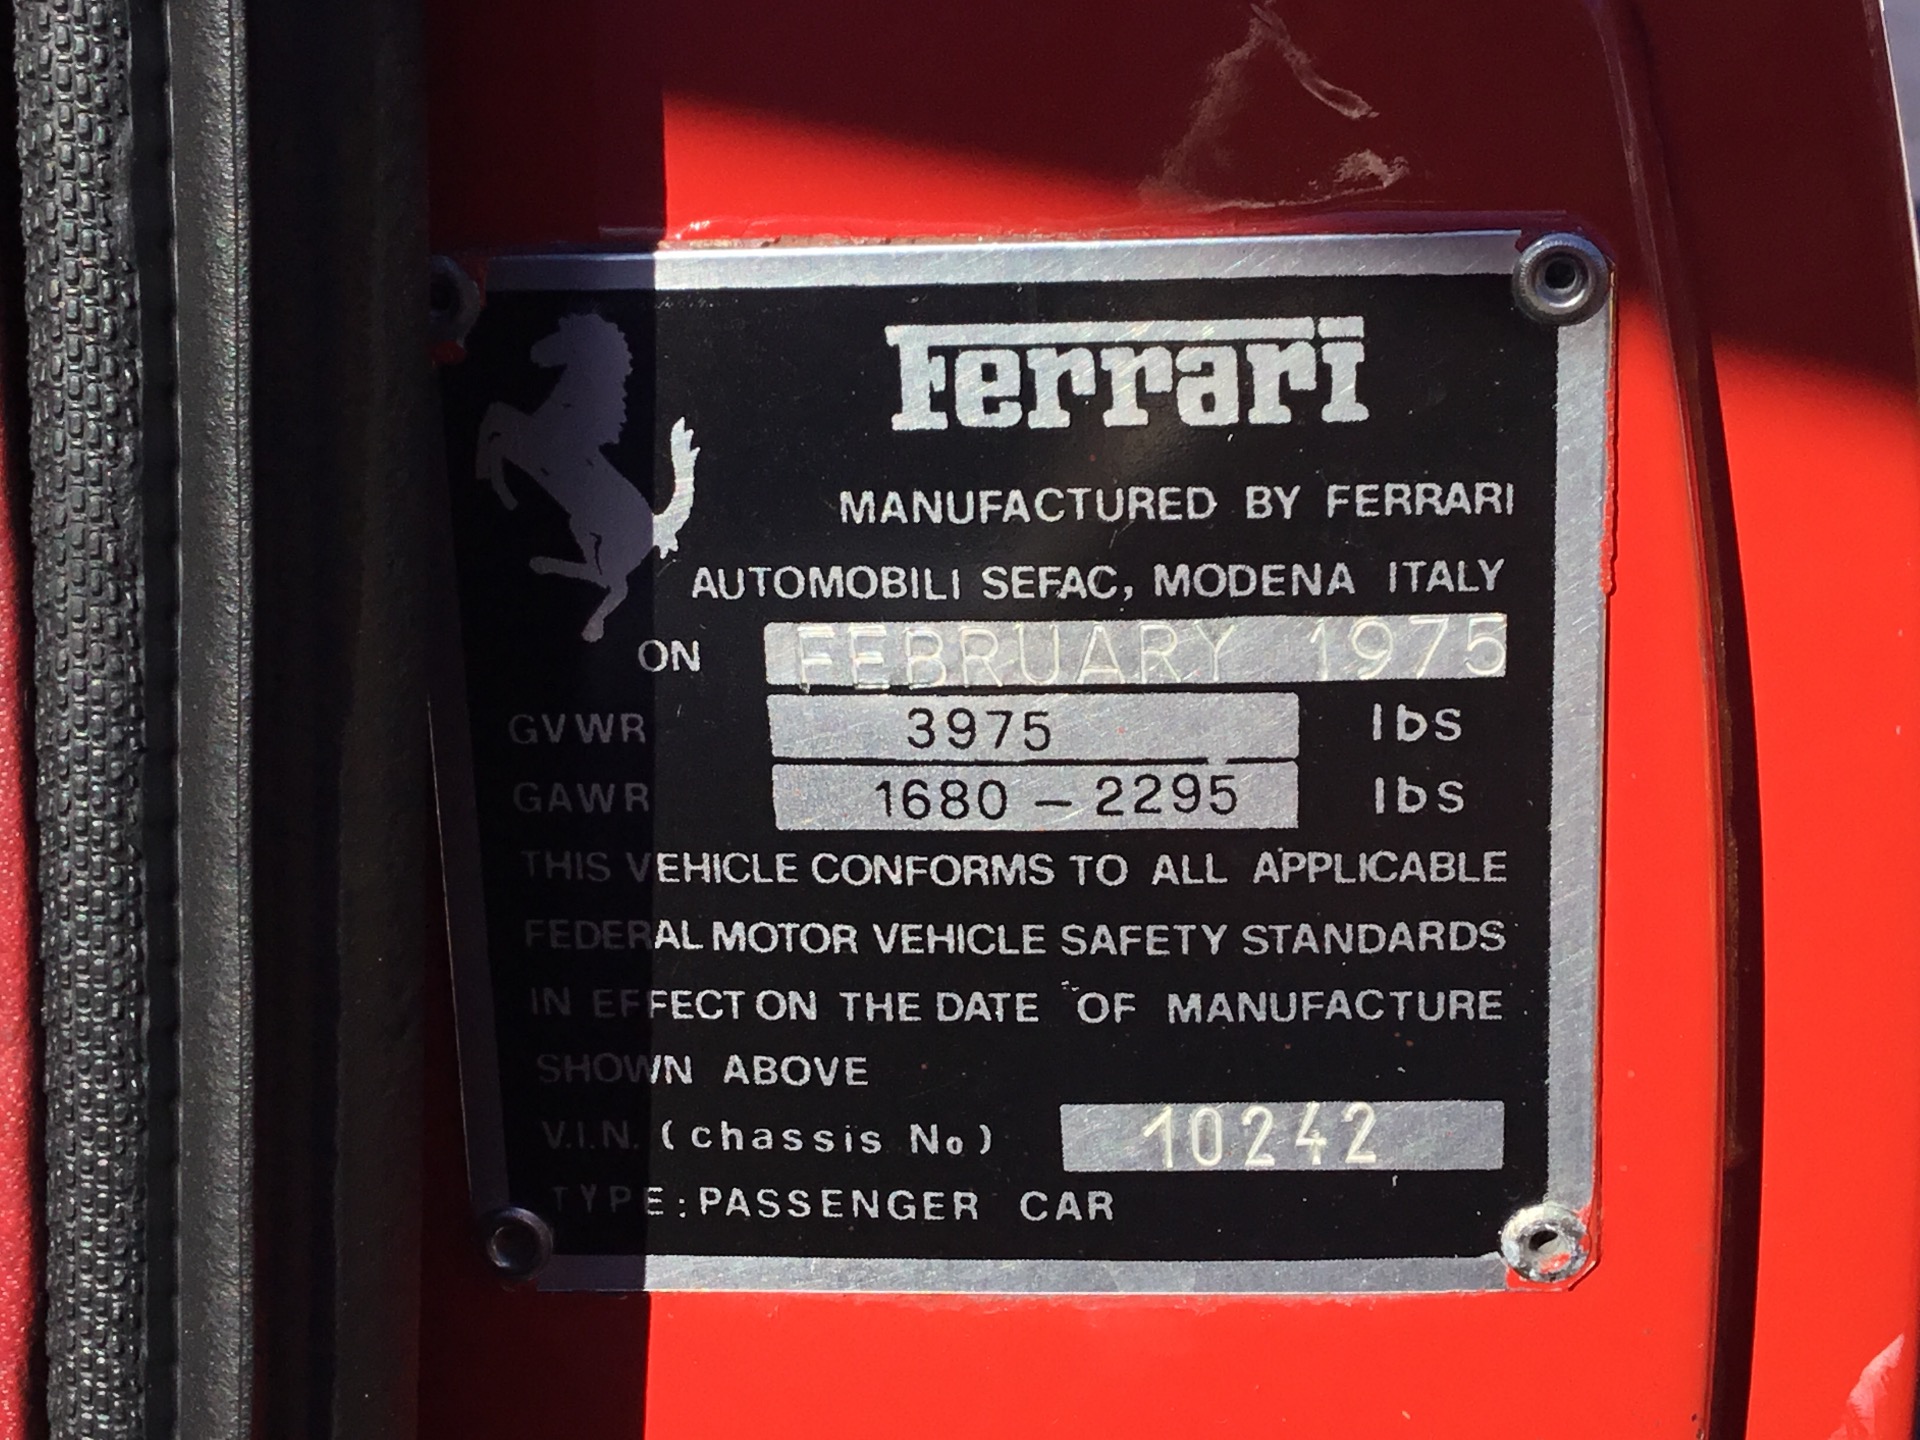 Ferrari
MANUFACTURED BY FERRARI
AUTOMOBILI SEFAC, MODENA ITALY
ON FEBRUARY 1975
GVWR 3975 lbs
GAWR 1680 – 2295 lbs
THIS VEHICLE CONFORMS TO ALL APPLICABLE
FEDERAL MOTOR VEHICLE SAFETY STANDARDS
IN EFFECT ON THE DATE OF MANUFACTURE
SHOWN ABOVE
V.I.N. (chassis No) 10242
TYPE: PASSENGER CAR